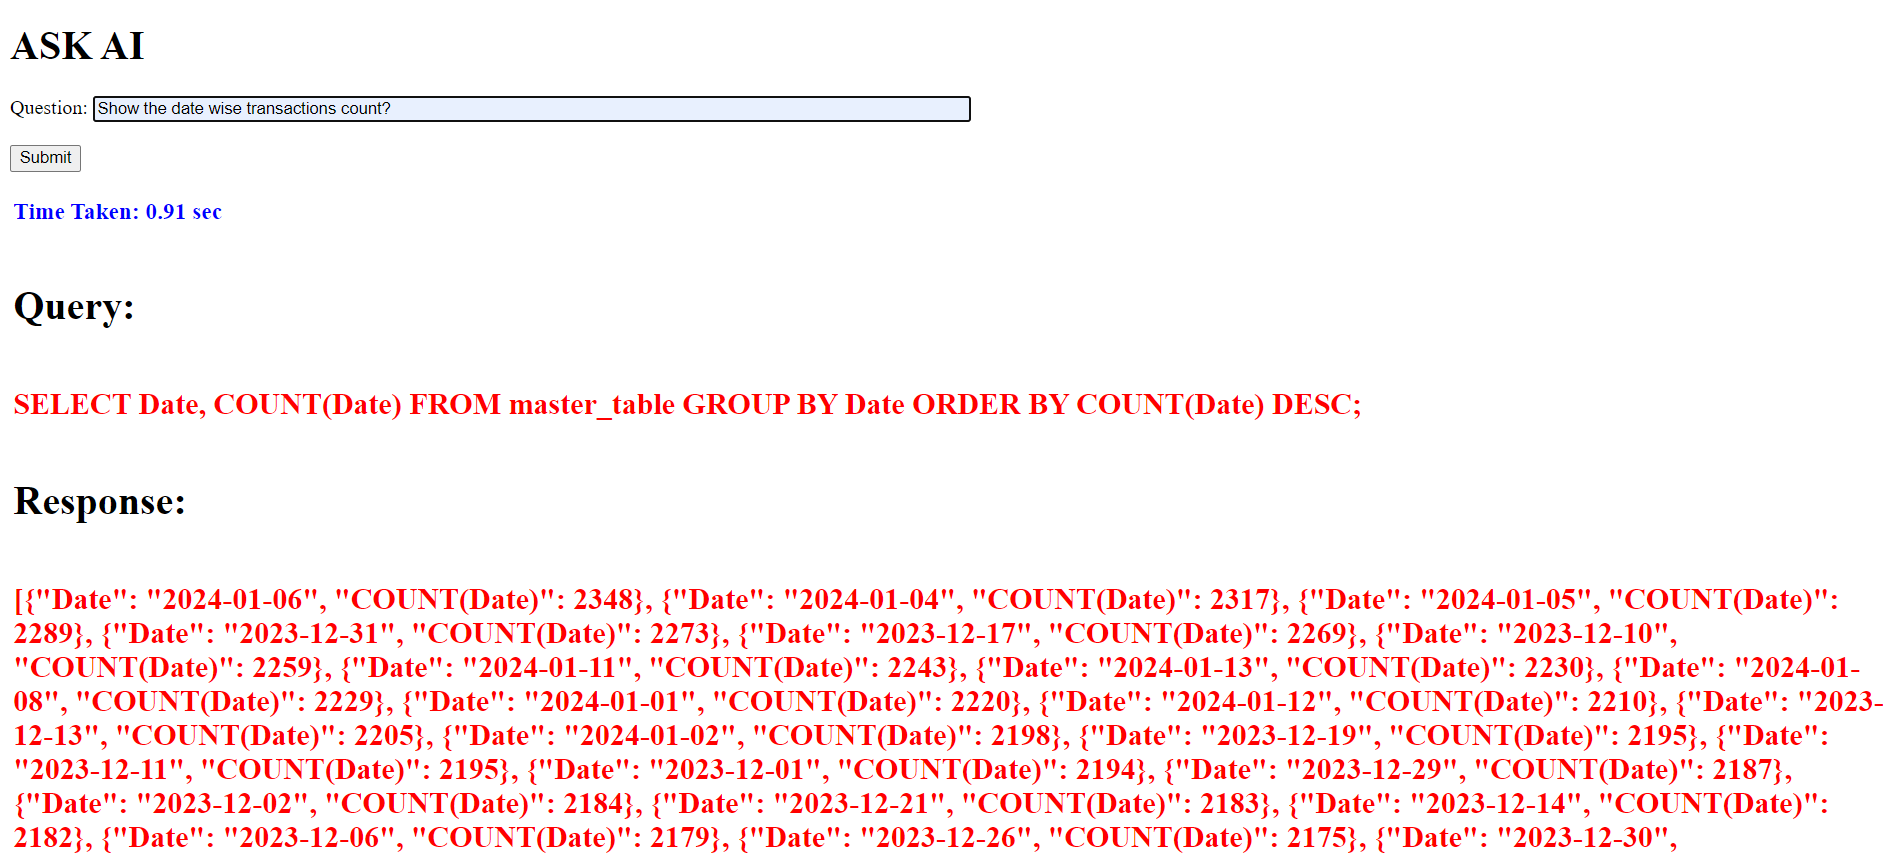 ASK AI
Question: Show the date wise transactions count?
Submit
Time Taken: 0.91 sec
Query:
SELECT Date, COUNT(Date) FROM master_table GROUP BY Date ORDER BY COUNT(Date) DESC;
Response:
[{"Date": "2024-01-06", "COUNT(Date)": 2348}, {"Date": "2024-01-04", "COUNT(Date)": 2317}, {"Date": "2024-01-05", "COUNT(Date)":
2289}, {"Date": "2023-12-31", "COUNT(Date)": 2273}, {"Date": "2023-12-17", "COUNT(Date)": 2269}, {"Date": "2023-12-10",
"COUNT(Date)": 2259}, {"Date": "2024-01-11", "COUNT(Date)": 2243}, {"Date": "2024-01-13", "COUNT(Date)": 2230}, {"Date": "2024-01-
08", "COUNT(Date)": 2229}, {"Date": "2024-01-01", "COUNT(Date)": 2220}, {"Date": "2024-01-12", "COUNT(Date)": 2210}, {"Date": "2023-
12-13", "COUNT(Date)": 2205}, {"Date": "2024-01-02", "COUNT(Date)": 2198}, {"Date": "2023-12-19", "COUNT(Date)": 2195}, {"Date":
"2023-12-11", "COUNT(Date)": 2195}, {"Date": "2023-12-01", "COUNT(Date)": 2194}, {"Date": "2023-12-29", "COUNT(Date)": 2187},
{"Date": "2023-12-02", "COUNT(Date)": 2184}, {"Date": "2023-12-21", "COUNT(Date)": 2183}, {"Date": "2023-12-14", "COUNT(Date)":
2182}, {"Date": "2023-12-06", "COUNT(Date)": 2179}, {"Date": "2023-12-26", "COUNT(Date)": 2175}, {"Date": "2023-12-30",